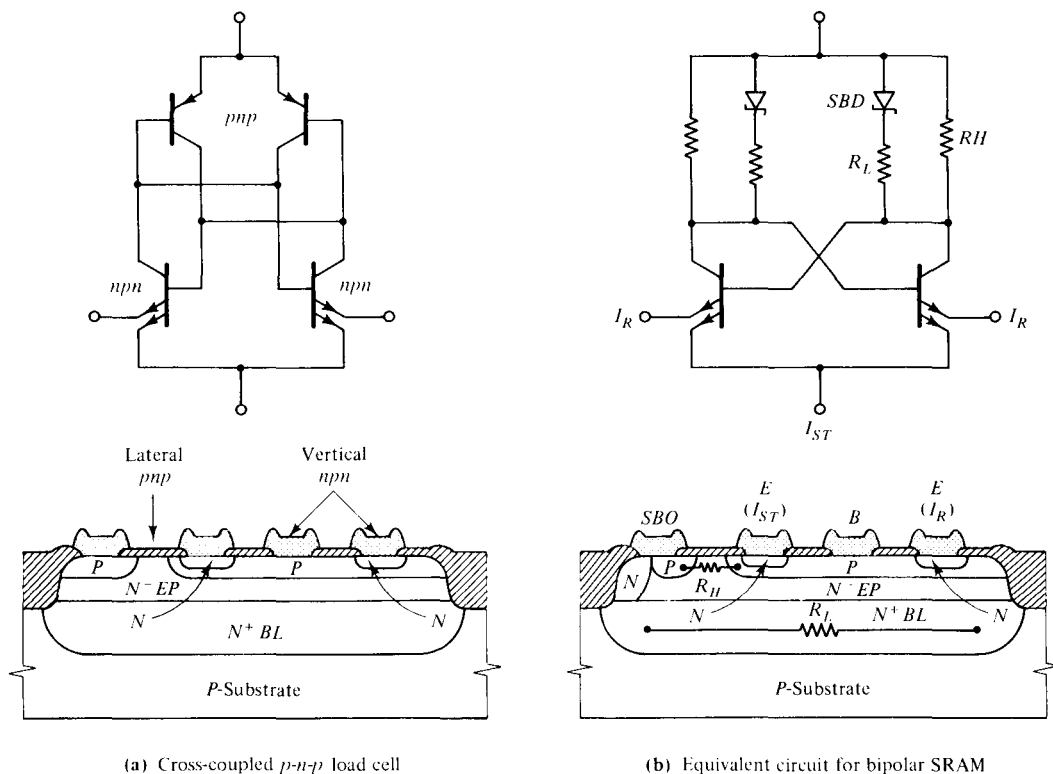 pnp
npn
npn
SBD
RH
R_L
I_R
I_R
I_ST
Lateral
pnp
Vertical
npn
P
P
N⁻ EP
N
N
N⁺ BL
P-Substrate
SBO
E
(I_ST)
B
E
(I_R)
N
P
R_H
P
N⁻ EP
N
R_L
N⁺ BL
N
P-Substrate
(a) Cross-coupled p-n-p load cell
(b) Equivalent circuit for bipolar SRAM